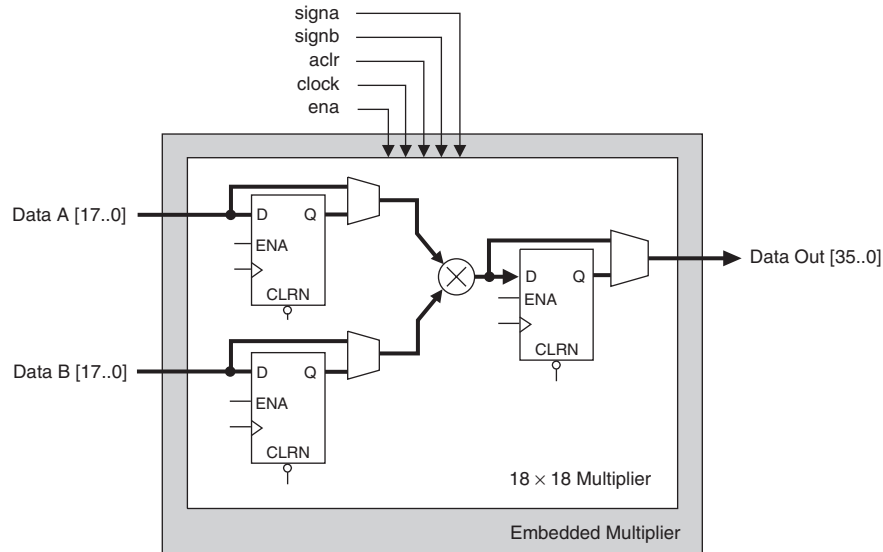 signa
signb
aclr
clock
ena
Data A [17..0]
D Q
ENA
CLRN
Data Out [35..0]
D Q
ENA
CLRN
Data B [17..0]
D Q
ENA
CLRN
18 × 18 Multiplier
Embedded Multiplier